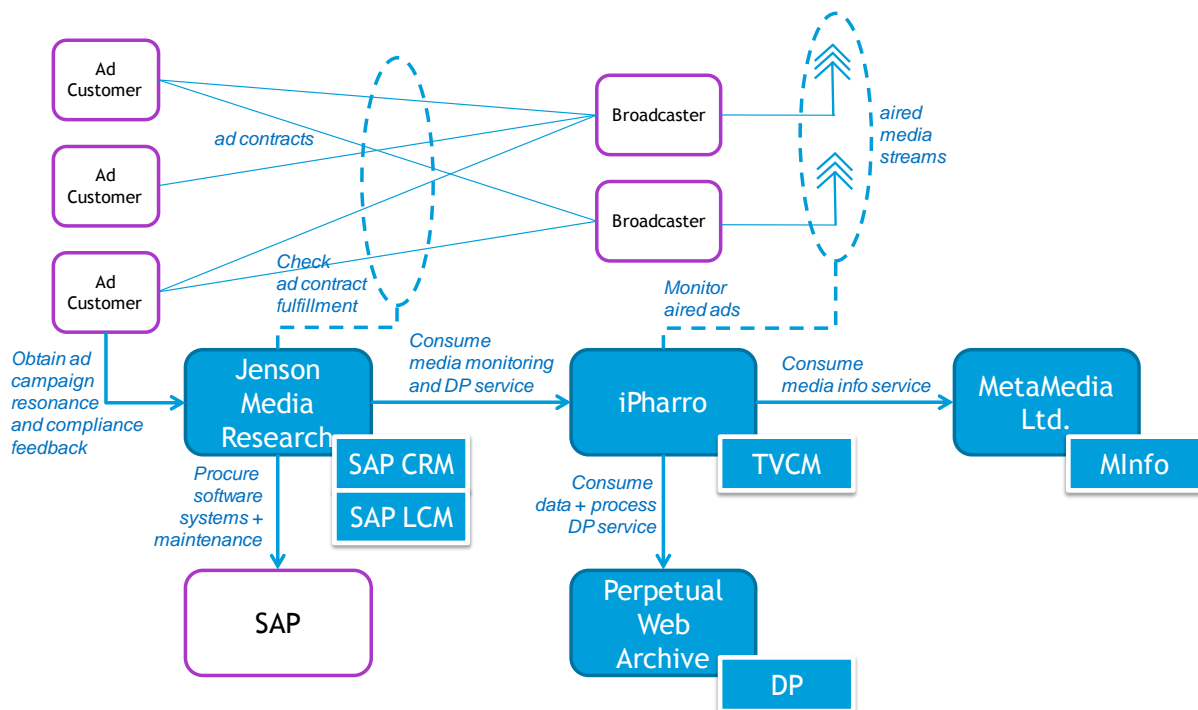 Ad
Customer
Ad
Customer
Ad
Customer
ad contracts
Broadcaster
Broadcaster
aired
media
streams
Check
ad contract
fulfillment
Monitor
aired ads
Obtain ad
campaign
resonance
and compliance
feedback
Jenson
Media
Research
SAP CRM
SAP LCM
Consume
media monitoring
and DP service
iPharro
TVCM
Consume
media info service
MetaMedia
Ltd.
MInfo
Procure
software
systems +
maintenance
SAP
Consume
data + process
DP service
Perpetual
Web
Archive
DP